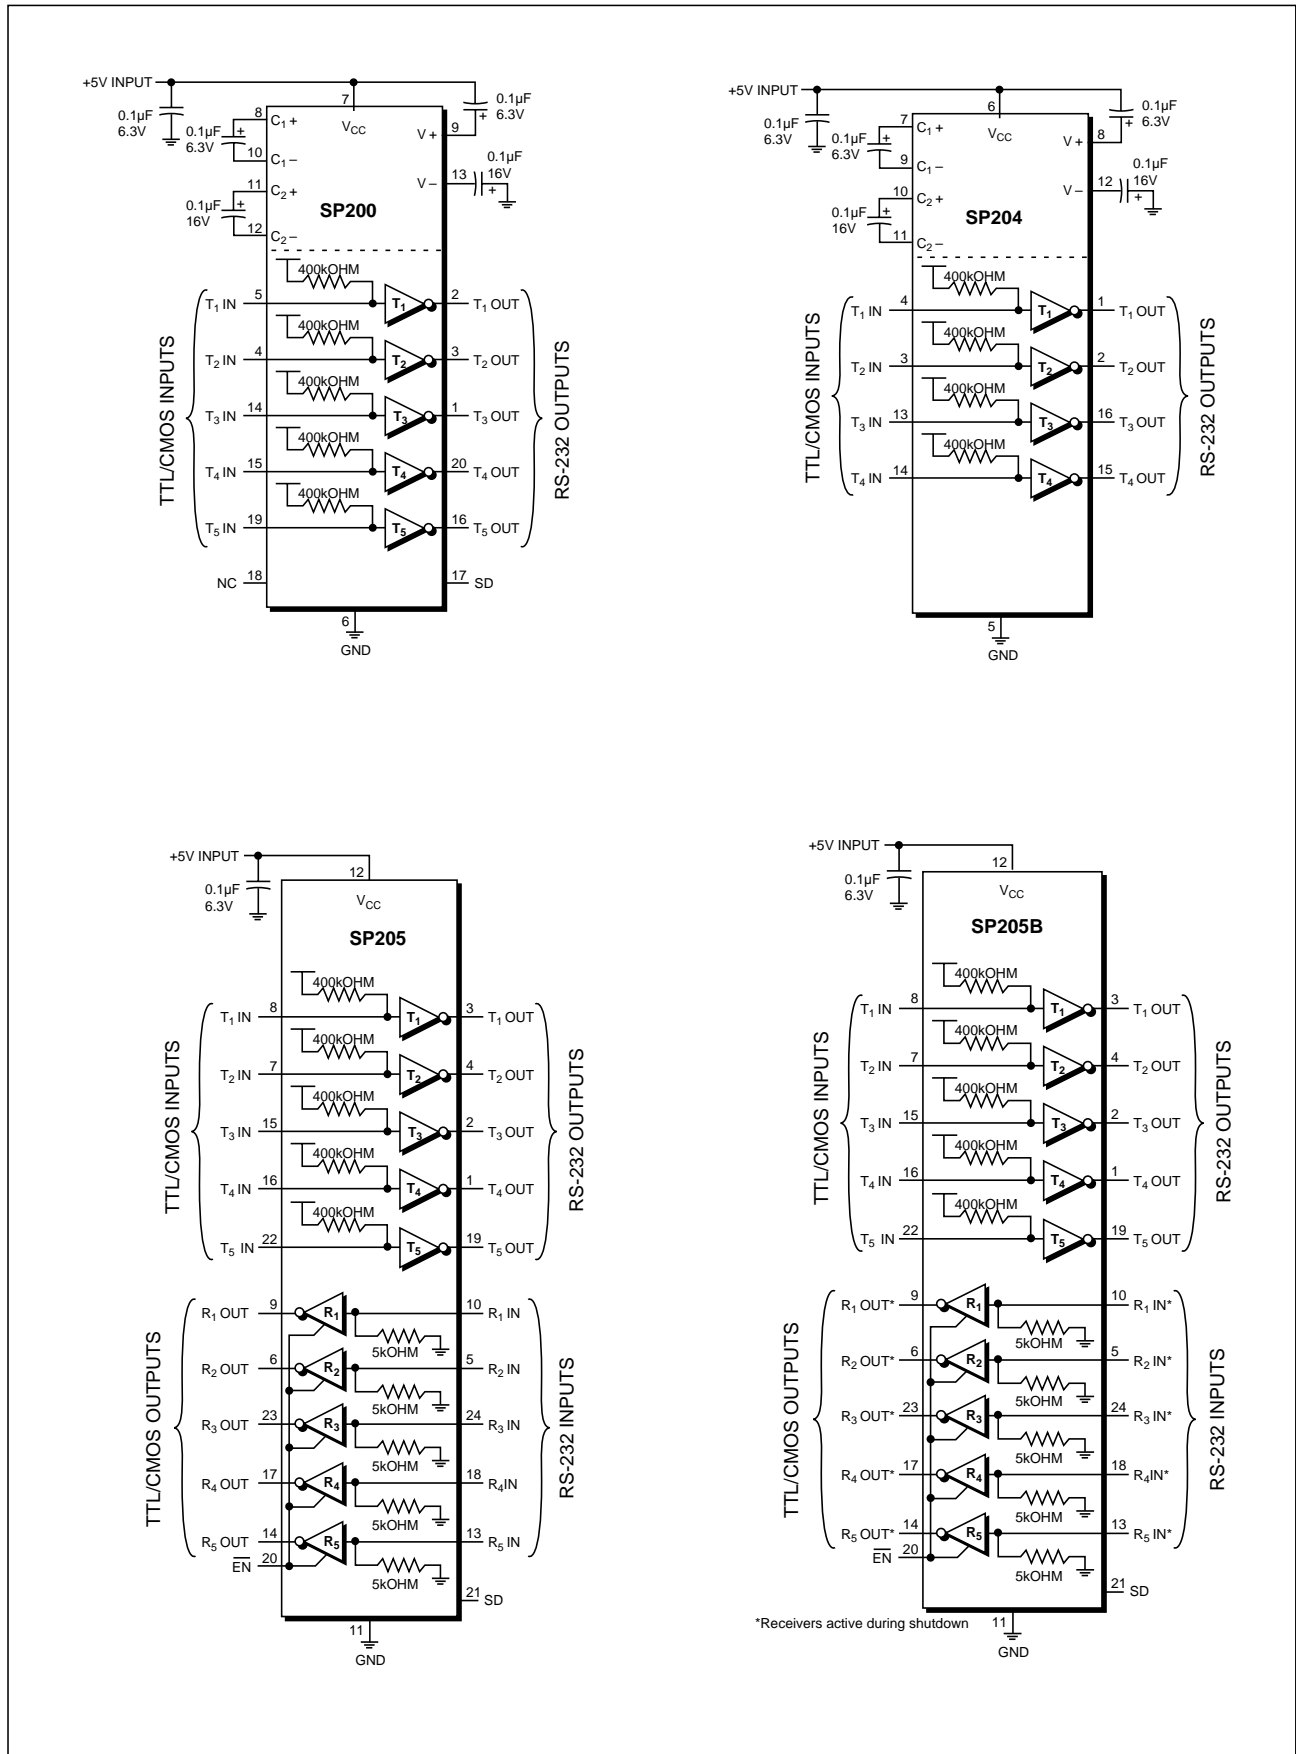 +5V INPUT
0.1µF
6.3V
7
VCC
0.1µF
6.3V
8
C1 +
0.1µF
6.3V
10
C1 –
V +
9
0.1µF
16V
11
C2 +
V –
13
0.1µF
16V
12
C2 –
SP200
400kOHM
T1 IN
5
T1
2
T1 OUT
400kOHM
T2 IN
4
T2
3
T2 OUT
400kOHM
T3 IN
14
T3
1
T3 OUT
400kOHM
T4 IN
15
T4
20
T4 OUT
400kOHM
T5 IN
19
T5
16
T5 OUT
TTL/CMOS INPUTS
RS-232 OUTPUTS
NC
18
17
SD
6
GND
+5V INPUT
0.1µF
6.3V
6
VCC
0.1µF
6.3V
7
C1 +
0.1µF
6.3V
9
C1 –
V +
8
0.1µF
16V
10
C2 +
V –
12
0.1µF
16V
11
C2 –
SP204
400kOHM
T1 IN
4
T1
1
T1 OUT
400kOHM
T2 IN
3
T2
2
T2 OUT
400kOHM
T3 IN
13
T3
16
T3 OUT
400kOHM
T4 IN
14
T4
15
T4 OUT
TTL/CMOS INPUTS
RS-232 OUTPUTS
5
GND
+5V INPUT
0.1µF
6.3V
12
VCC
SP205
400kOHM
T1 IN
8
T1
3
T1 OUT
400kOHM
T2 IN
7
T2
4
T2 OUT
400kOHM
T3 IN
15
T3
2
T3 OUT
400kOHM
T4 IN
16
T4
1
T4 OUT
400kOHM
T5 IN
22
T5
19
T5 OUT
TTL/CMOS INPUTS
RS-232 OUTPUTS
R1 OUT
9
R1
10
R1 IN
5kOHM
R2 OUT
6
R2
5
R2 IN
5kOHM
R3 OUT
23
R3
24
R3 IN
5kOHM
R4 OUT
17
R4
18
R4IN
5kOHM
R5 OUT
14
R5
13
R5 IN
5kOHM
TTL/CMOS OUTPUTS
RS-232 INPUTS
EN
20
21
SD
11
GND
+5V INPUT
0.1µF
6.3V
12
VCC
SP205B
400kOHM
T1 IN
8
T1
3
T1 OUT
400kOHM
T2 IN
7
T2
4
T2 OUT
400kOHM
T3 IN
15
T3
2
T3 OUT
400kOHM
T4 IN
16
T4
1
T4 OUT
400kOHM
T5 IN
22
T5
19
T5 OUT
TTL/CMOS INPUTS
RS-232 OUTPUTS
R1 OUT*
9
R1
10
R1 IN*
5kOHM
R2 OUT*
6
R2
5
R2 IN*
5kOHM
R3 OUT*
23
R3
24
R3 IN*
5kOHM
R4 OUT*
17
R4
18
R4IN*
5kOHM
R5 OUT*
14
R5
13
R5 IN*
5kOHM
TTL/CMOS OUTPUTS
RS-232 INPUTS
EN
20
21
SD
*Receivers active during shutdown
11
GND